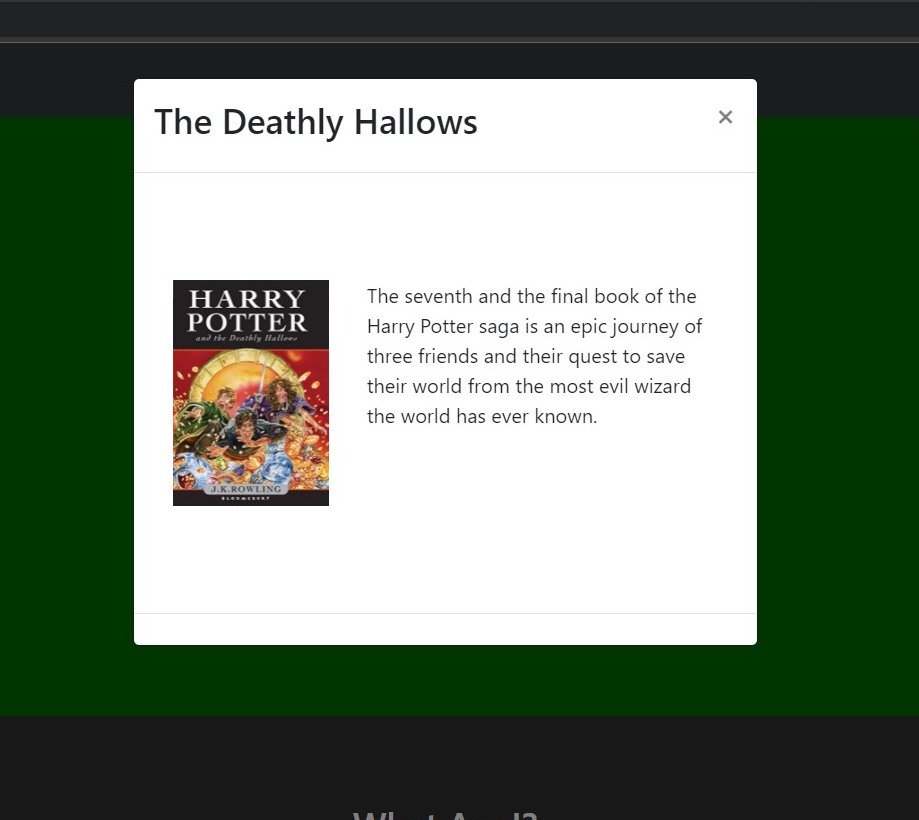 The Deathly Hallows
×
HARRY
POTTER
and the Deathly Hallows
J.K.ROWLING
BLOOMSBURY
The seventh and the final book of the
Harry Potter saga is an epic journey of
three friends and their quest to save
their world from the most evil wizard
the world has ever known.
What